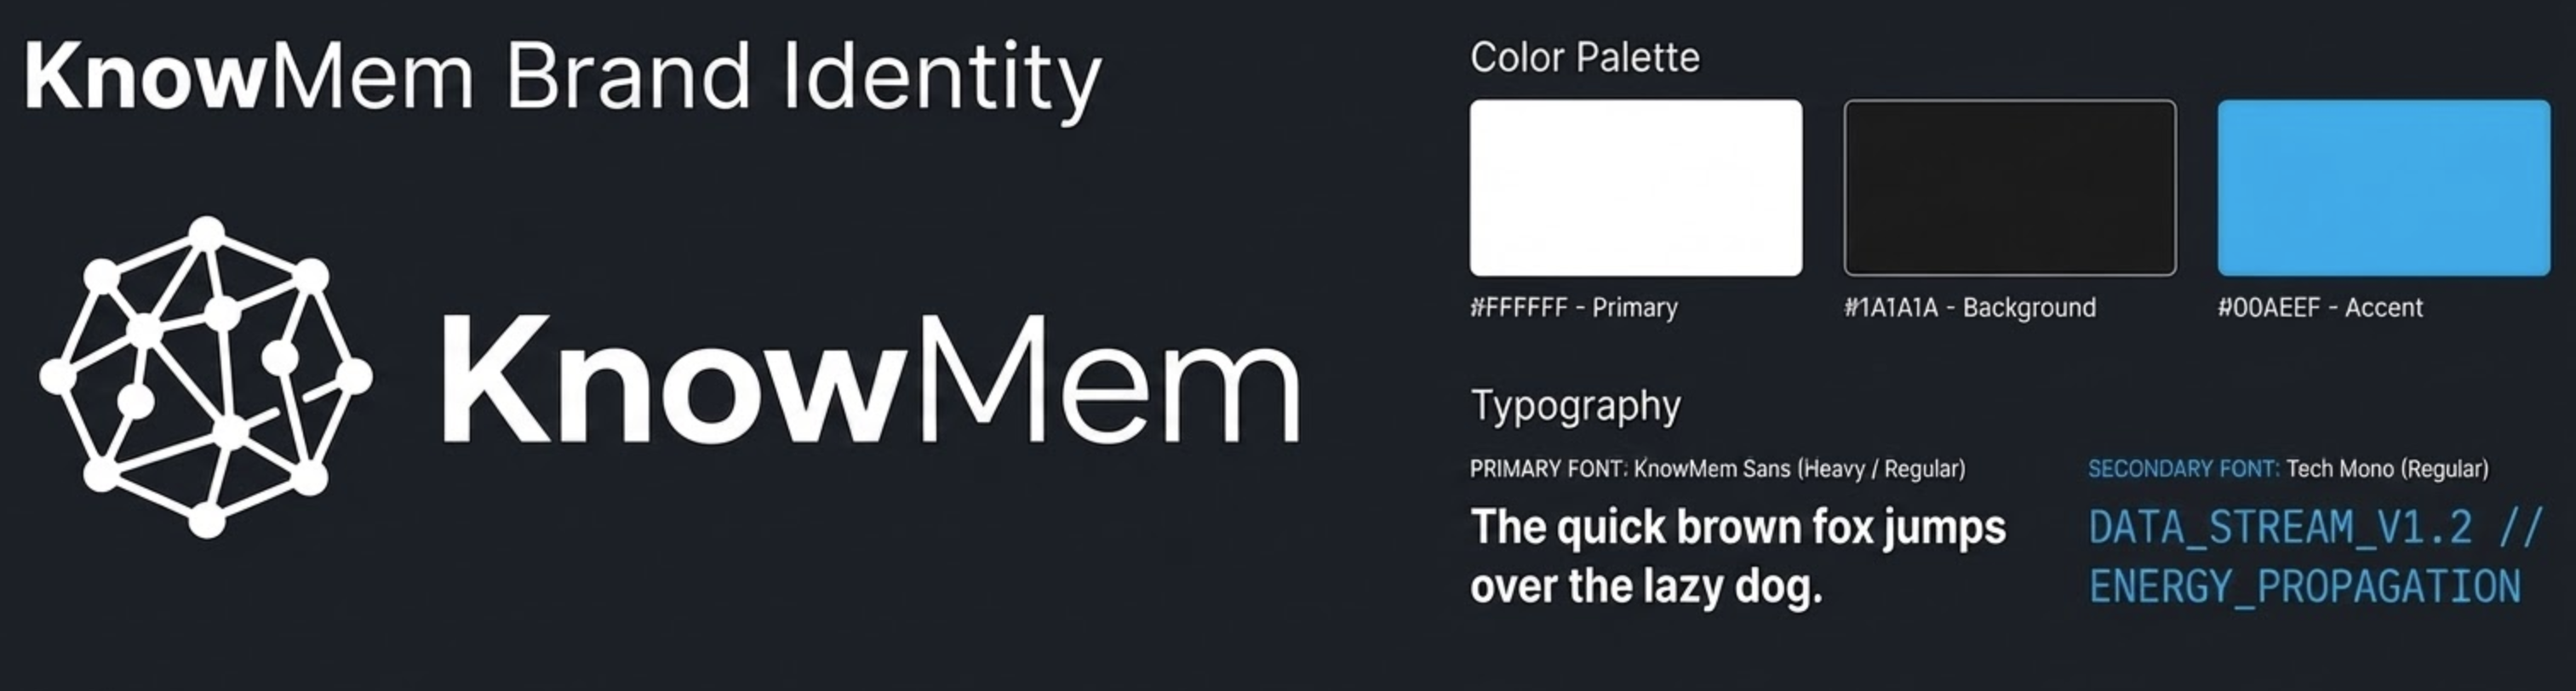 KnowMem Brand Identity
KnowMem
Color Palette
#FFFFFF - Primary
#1A1A1A - Background
#00AEEF - Accent
Typography
PRIMARY FONT: KnowMem Sans (Heavy / Regular)
The quick brown fox jumps
over the lazy dog.
SECONDARY FONT: Tech Mono (Regular)
DATA_STREAM_V1.2 //
ENERGY_PROPAGATION